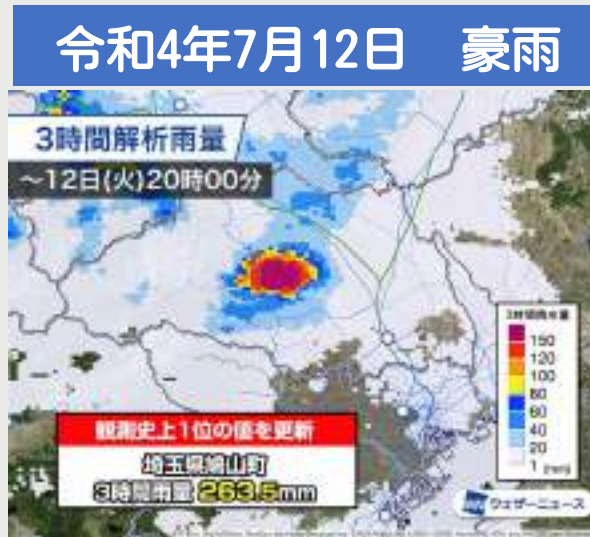 令和4年7月12日　豪雨
3時間解析雨量
～12日(火)20時00分
3時間降水量
150
120
100
80
60
40
20
1 (mm)
観測史上1位の値を更新
埼玉県鳩山町
3時間雨量 263.5mm
ウェザーニュース